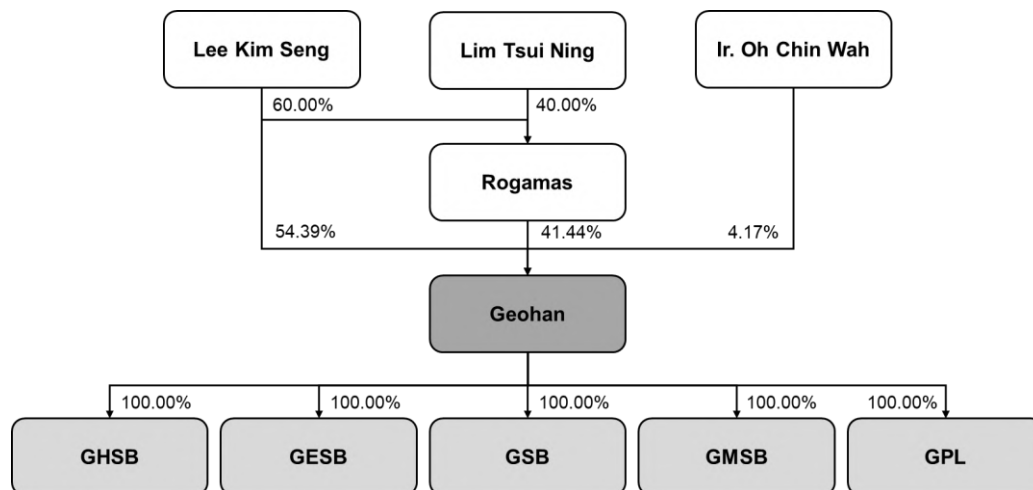 Lee Kim Seng
Lim Tsui Ning
Ir. Oh Chin Wah
60.00%
40.00%
Rogamas
54.39%
41.44%
4.17%
Geohan
100.00%
100.00%
100.00%
100.00%
100.00%
GHSB
GESB
GSB
GMSB
GPL